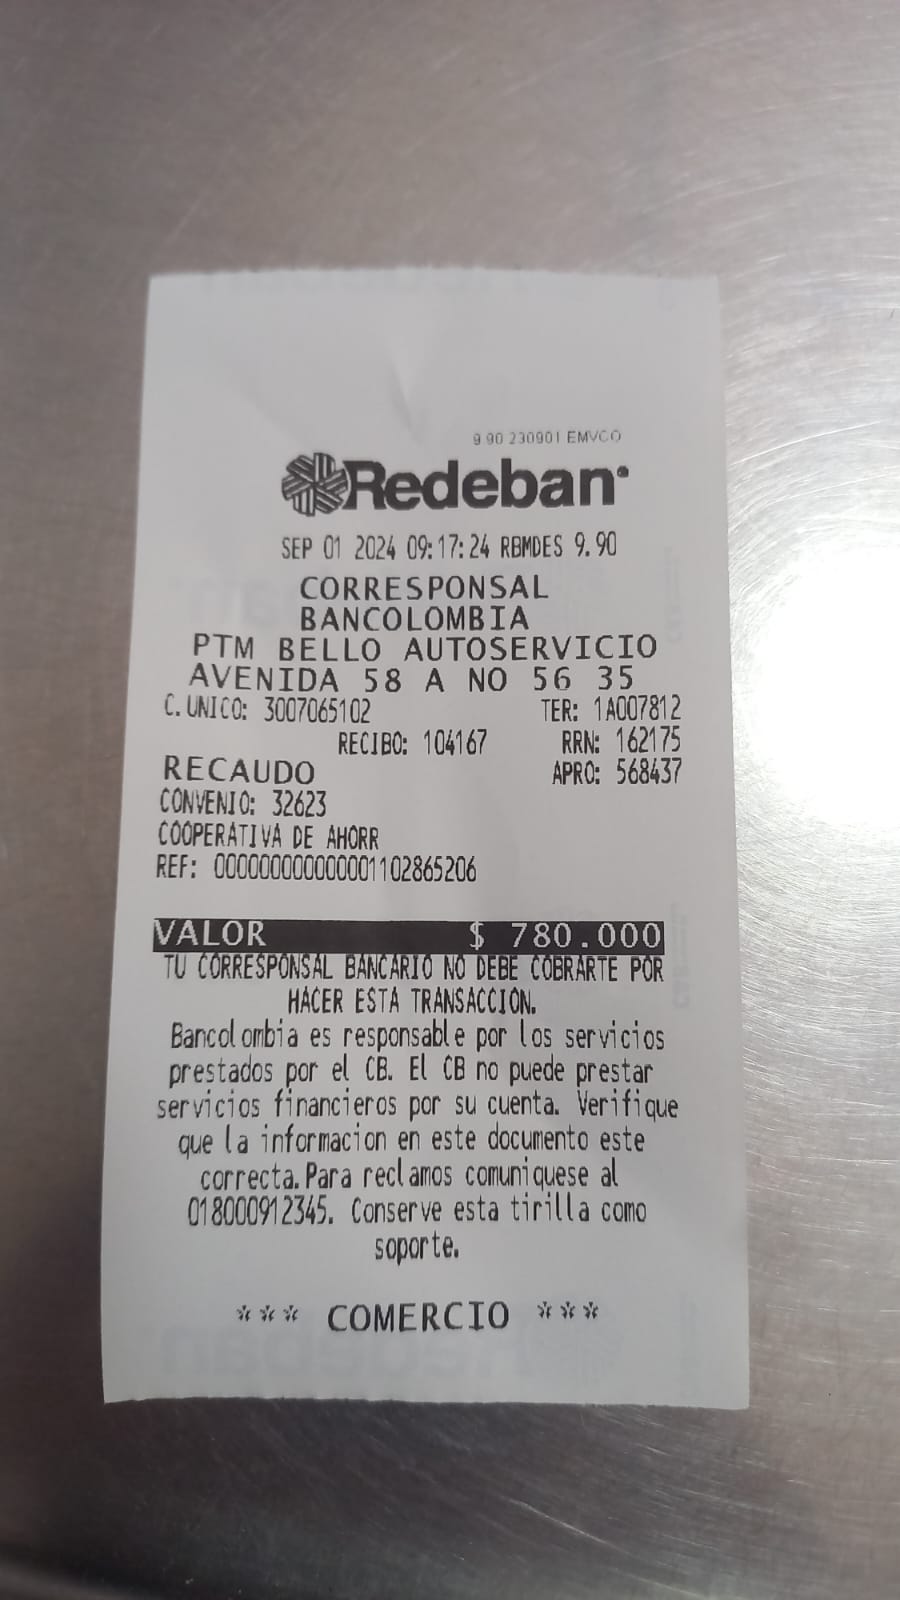 9 90 230901 EMVCO
Redeban
SEP 01 2024 09:17:24 RBMDES 9.90
CORRESPONSAL
BANCOLOMBIA
PTM BELLO AUTOSERVICIO
AVENIDA 58 A NO 56 35
C.UNICO: 3007065102 TER: 1A007812
RECIBO: 104167 RRN: 162175
RECAUDO APRO: 568437
CONVENIO: 32623
COOPERATIVA DE AHORR
REF: 00000000000001102865206
VALOR $ 780.000
TU CORRESPONSAL BANCARIO NO DEBE COBRARTE POR
HACER ESTA TRANSACCION.
Bancolombia es responsable por los servicios
prestados por el CB. El CB no puede prestar
servicios financieros por su cuenta. Verifique
que la informacion en este documento este
correcta.Para reclamos comuniquese al
018000912345. Conserve esta tirilla como
soporte.
*** COMERCIO ***